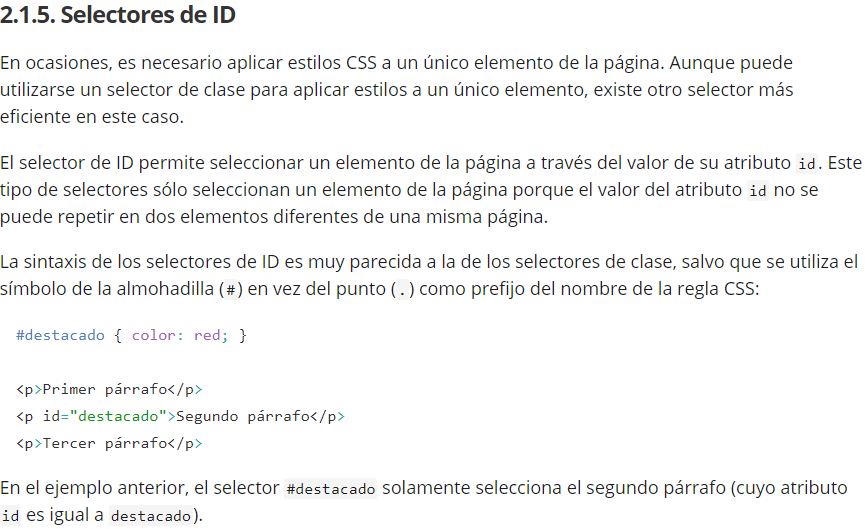 2.1.5. Selectores de ID
En ocasiones, es necesario aplicar estilos CSS a un único elemento de la página. Aunque puede
utilizarse un selector de clase para aplicar estilos a un único elemento, existe otro selector más
eficiente en este caso.
El selector de ID permite seleccionar un elemento de la página a través del valor de su atributo id. Este
tipo de selectores sólo seleccionan un elemento de la página porque el valor del atributo id no se
puede repetir en dos elementos diferentes de una misma página.
La sintaxis de los selectores de ID es muy parecida a la de los selectores de clase, salvo que se utiliza el
símbolo de la almohadilla (#) en vez del punto (.) como prefijo del nombre de la regla CSS:
#destacado { color: red; }
<p>Primer párrafo</p>
<p id="destacado">Segundo párrafo</p>
<p>Tercer párrafo</p>
En el ejemplo anterior, el selector #destacado solamente selecciona el segundo párrafo (cuyo atributo
id es igual a destacado).